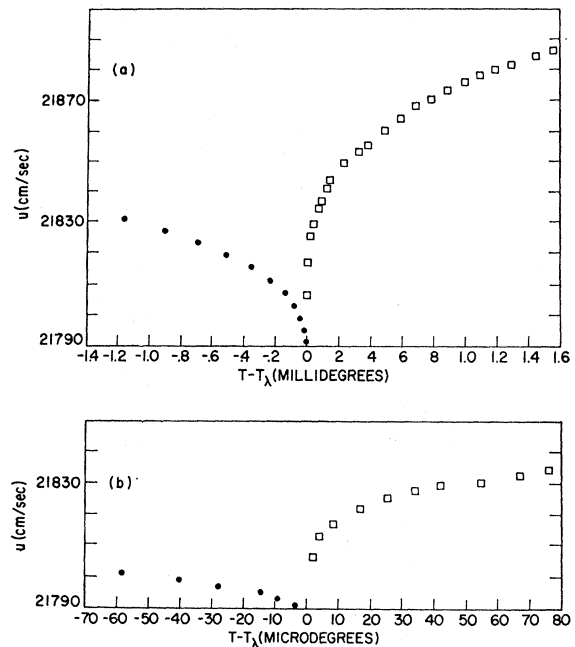 (a)
21870
21830
21790
u(cm/sec)
-1.4 -1.2 -1.0 -.8 -.6 -.4 -.2 0 .2 .4 .6 .8 1.0 1.2 1.4 1.6
T-Tλ(MILLIDEGREES)
(b)
21830
21790
u(cm/sec)
-70 -60 -50 -40 -30 -20 -10 0 10 20 30 40 50 60 70 80
T-Tλ(MICRODEGREES)